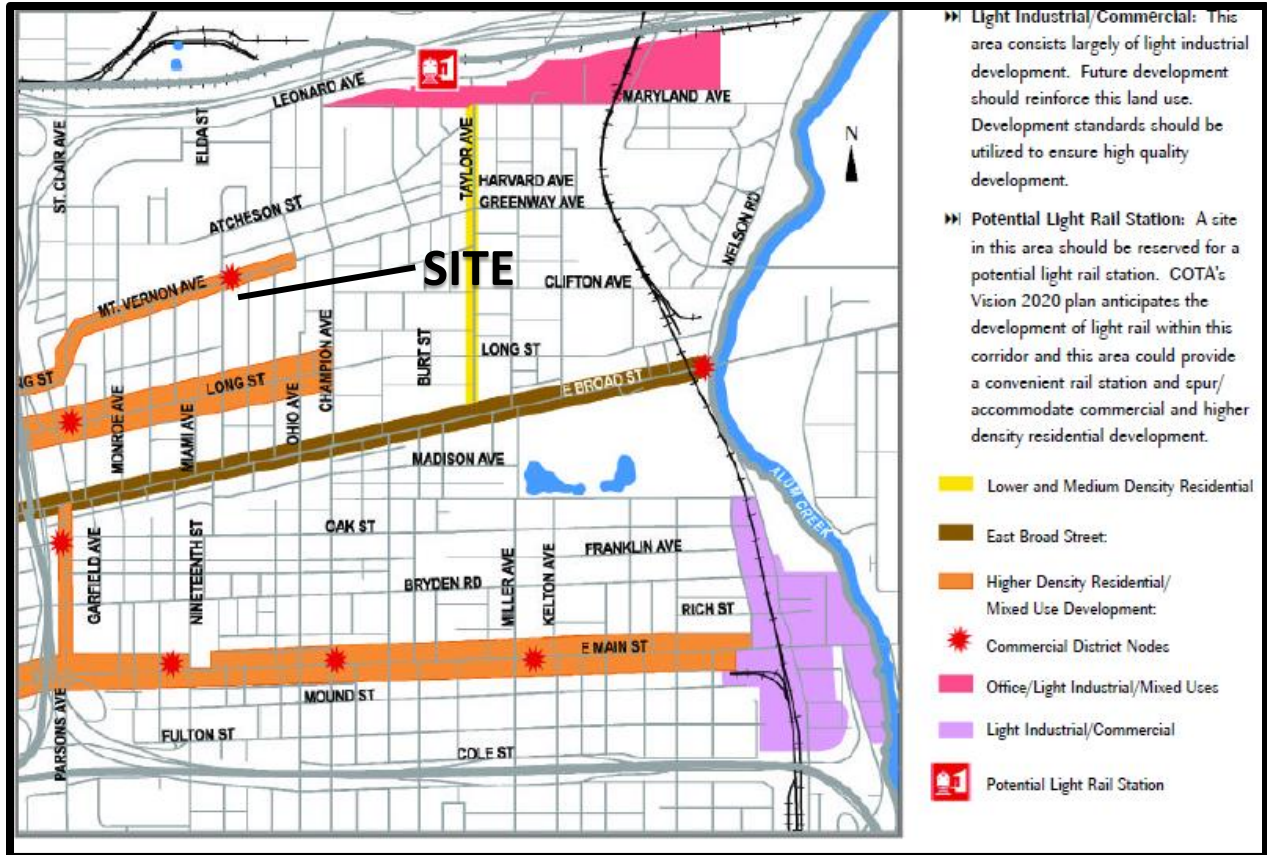 LEONARD AVE
MARYLAND AVE
ST. CLAIR AVE
ELDA ST
TAYLOR AVE
HARVARD AVE
GREENWAY AVE
ATCHESON ST
N
NELSON RD
SITE
MT. VERNON AVE
CLIFTON AVE
BURT ST
LONG ST
CHAMPION AVE
E BROAD ST
NG ST
LONG ST
OHIO AVE
MONROE AVE
MIAMI AVE
MADISON AVE
ALUM CREEK
OAK ST
FRANKLIN AVE
GARFIELD AVE
NINETEENTH ST
BRYDEN RD
MILLER AVE
KELTON AVE
RICH ST
E MAIN ST
MOUND ST
PARSONS AVE
FULTON ST
COLE ST
Light Industrial/Commercial: This
area consists largely of light industrial
development. Future development
should reinforce this land use.
Development standards should be
utilized to ensure high quality
development.
Potential Light Rail Station: A site
in this area should be reserved for a
potential light rail station. COTA's
Vision 2020 plan anticipates the
development of light rail within this
corridor and this area could provide
a convenient rail station and spur/
accommodate commercial and higher
density residential development.
Lower and Medium Density Residential
East Broad Street:
Higher Density Residential/
Mixed Use Development:
Commercial District Nodes
Office/Light Industrial/Mixed Uses
Light Industrial/Commercial
Potential Light Rail Station